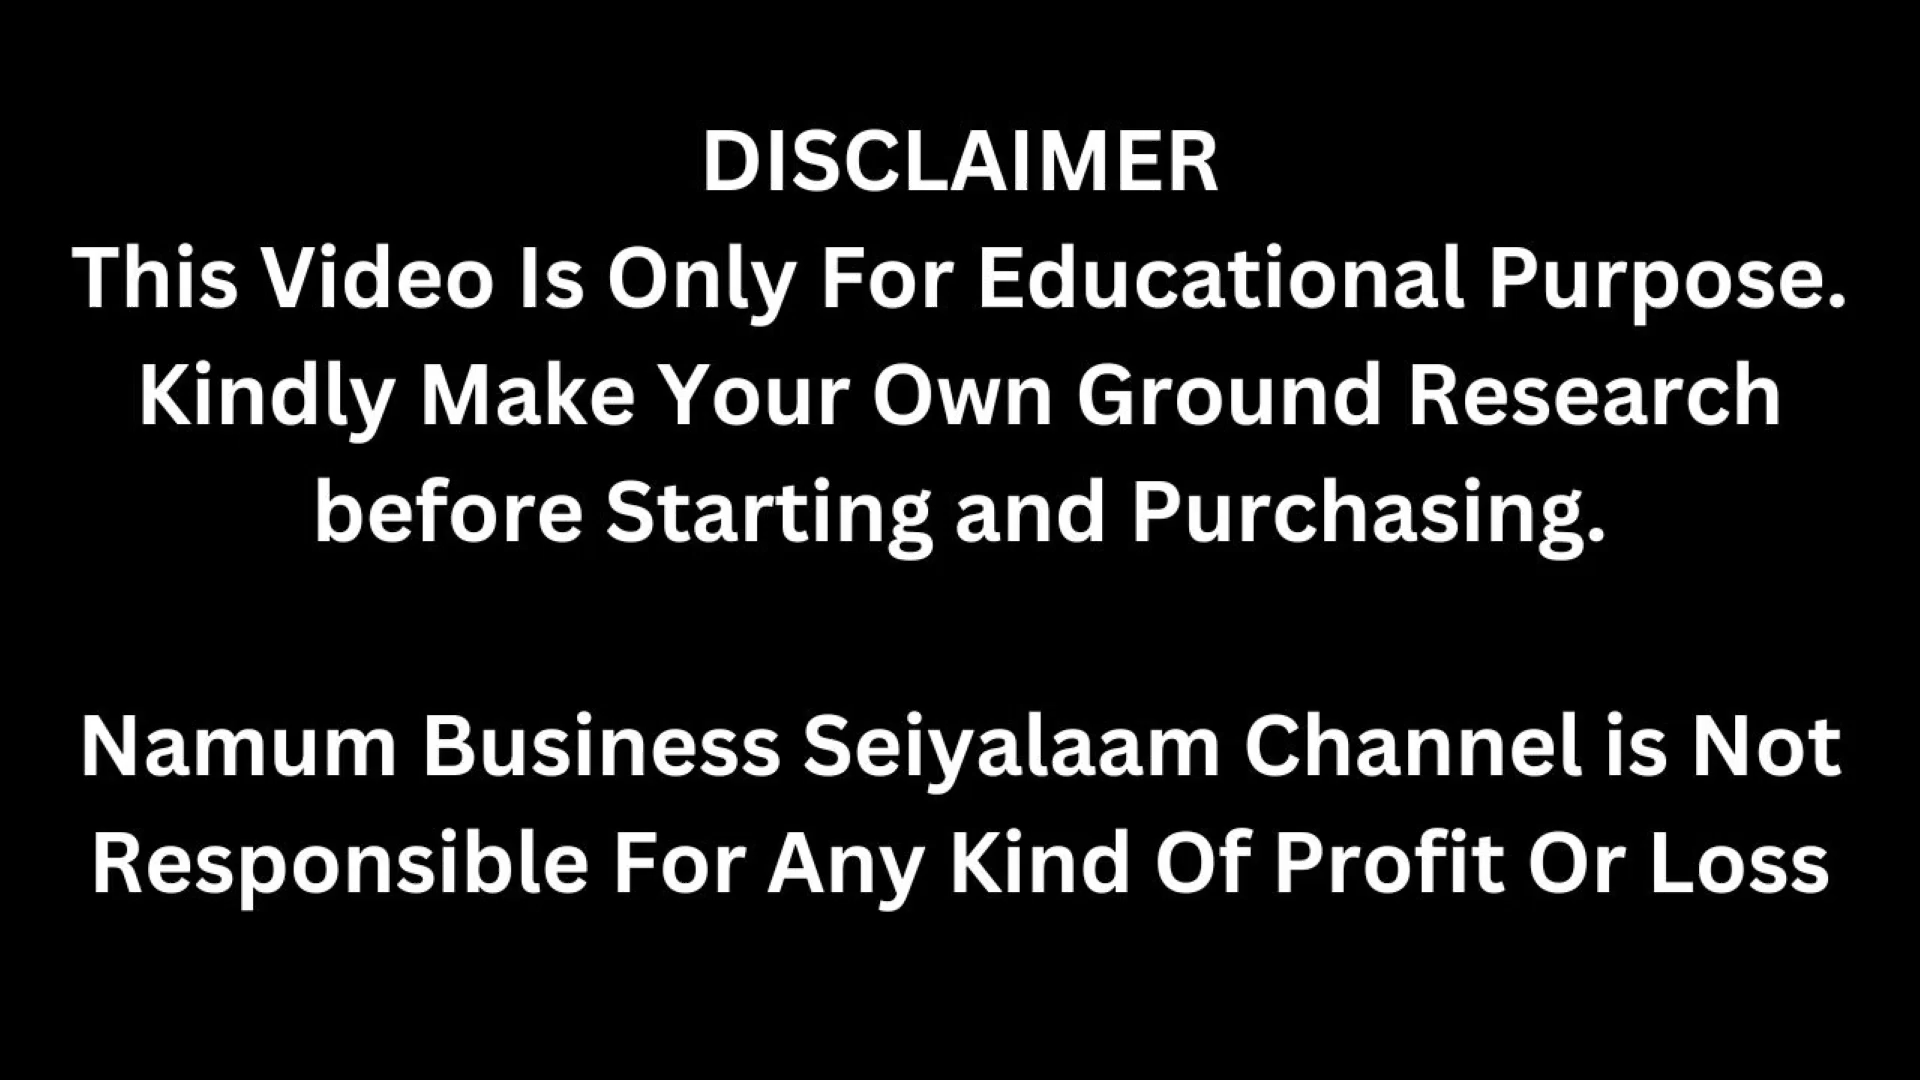 DISCLAIMER
This Video Is Only For Educational Purpose.
Kindly Make Your Own Ground Research
before Starting and Purchasing.
Namum Business Seiyalaam Channel is Not
Responsible For Any Kind Of Profit Or Loss